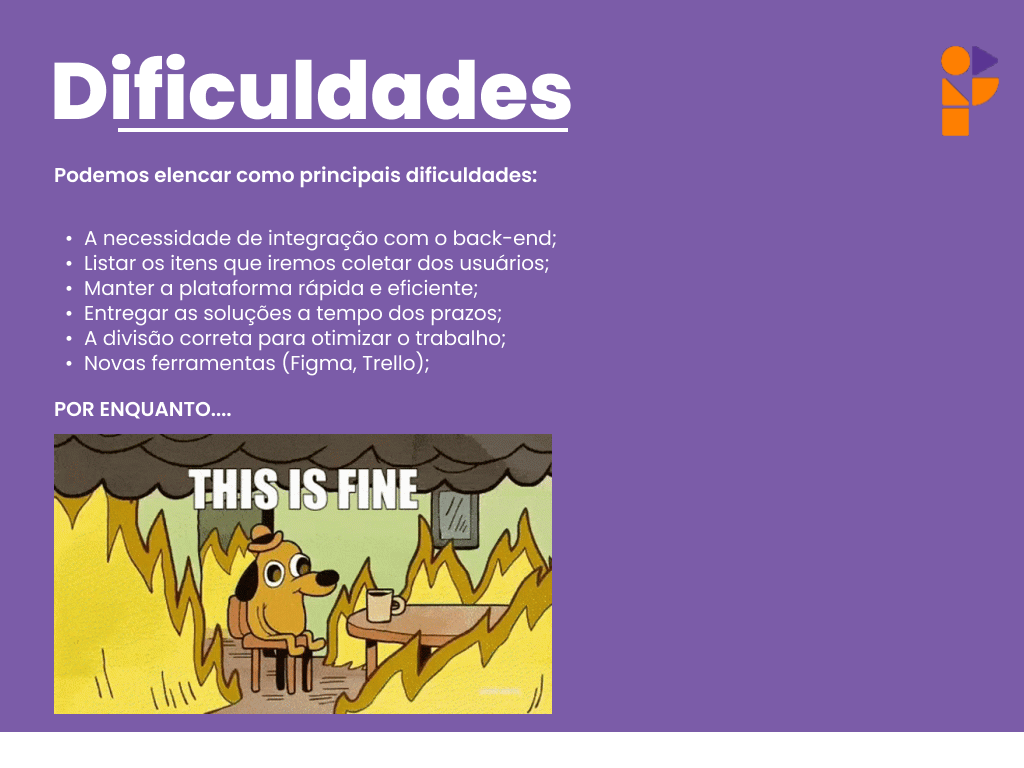 Dificuldades
Podemos elencar como principais dificuldades:
• A necessidade de integração com o back-end;
• Listar os itens que iremos coletar dos usuários;
• Manter a plataforma rápida e eficiente;
• Entregar as soluções a tempo dos prazos;
• A divisão correta para otimizar o trabalho;
• Novas ferramentas (Figma, Trello);
POR ENQUANTO....
THIS IS FINE